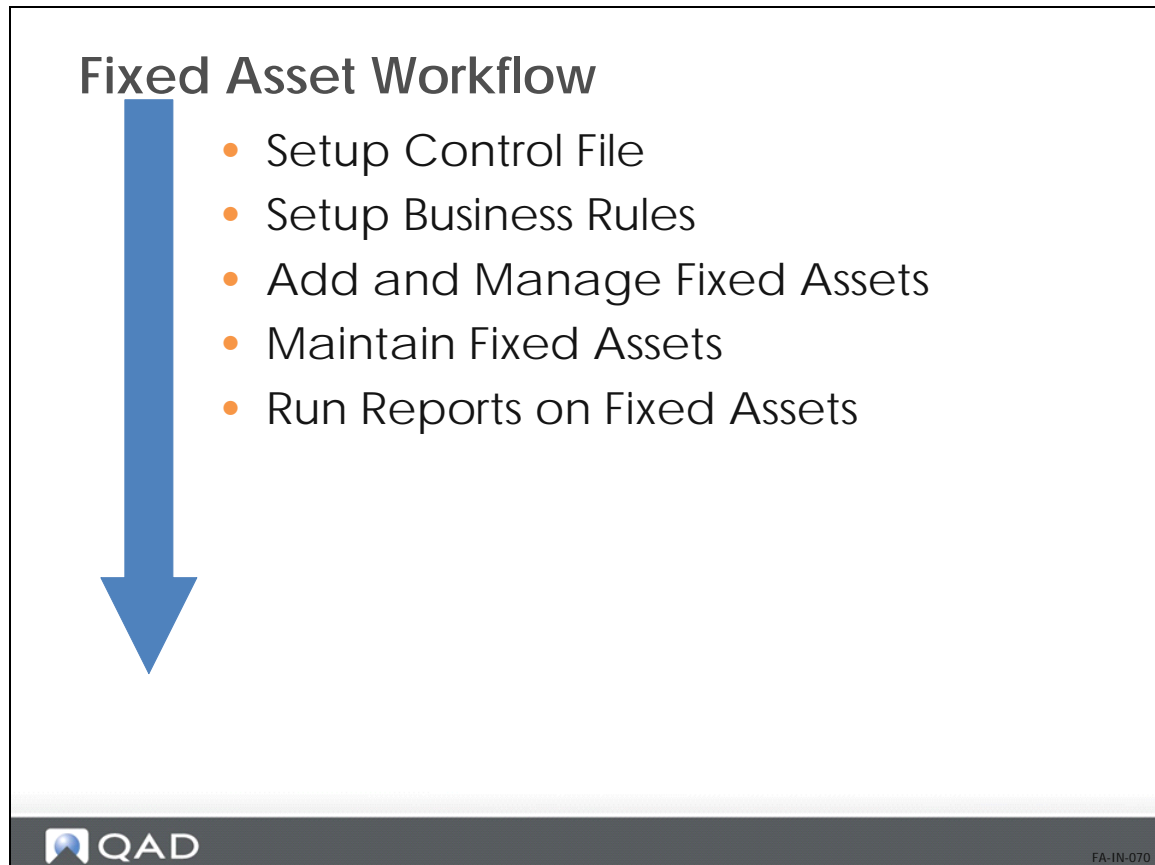 Fixed Asset Workflow
• Setup Control File
• Setup Business Rules
• Add and Manage Fixed Assets
• Maintain Fixed Assets
• Run Reports on Fixed Assets
QAD
FA-IN-070